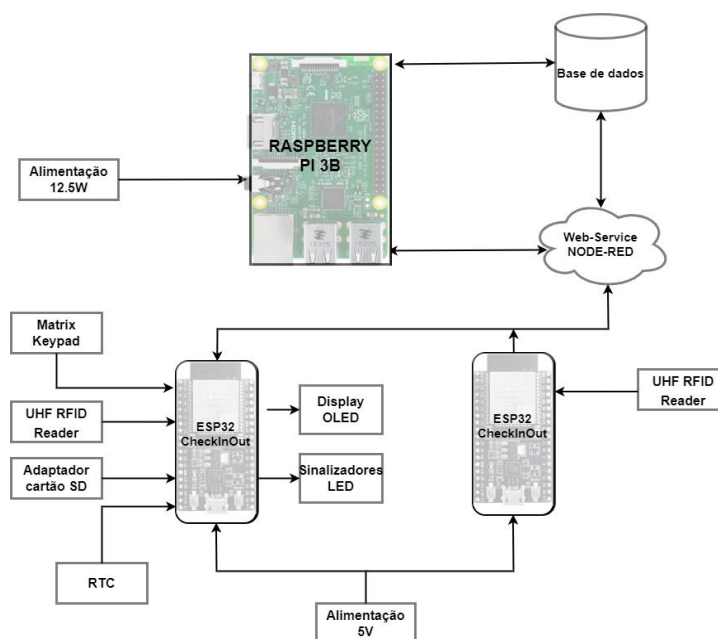 Base de dados
RASPBERRY
PI 3B
Alimentação
12.5W
Web-Service
NODE-RED
Matrix
Keypad
UHF RFID
Reader
Adaptador
cartão SD
RTC
ESP32
CheckInOut
Display
OLED
Sinalizadores
LED
ESP32
CheckInOut
UHF RFID
Reader
Alimentação
5V